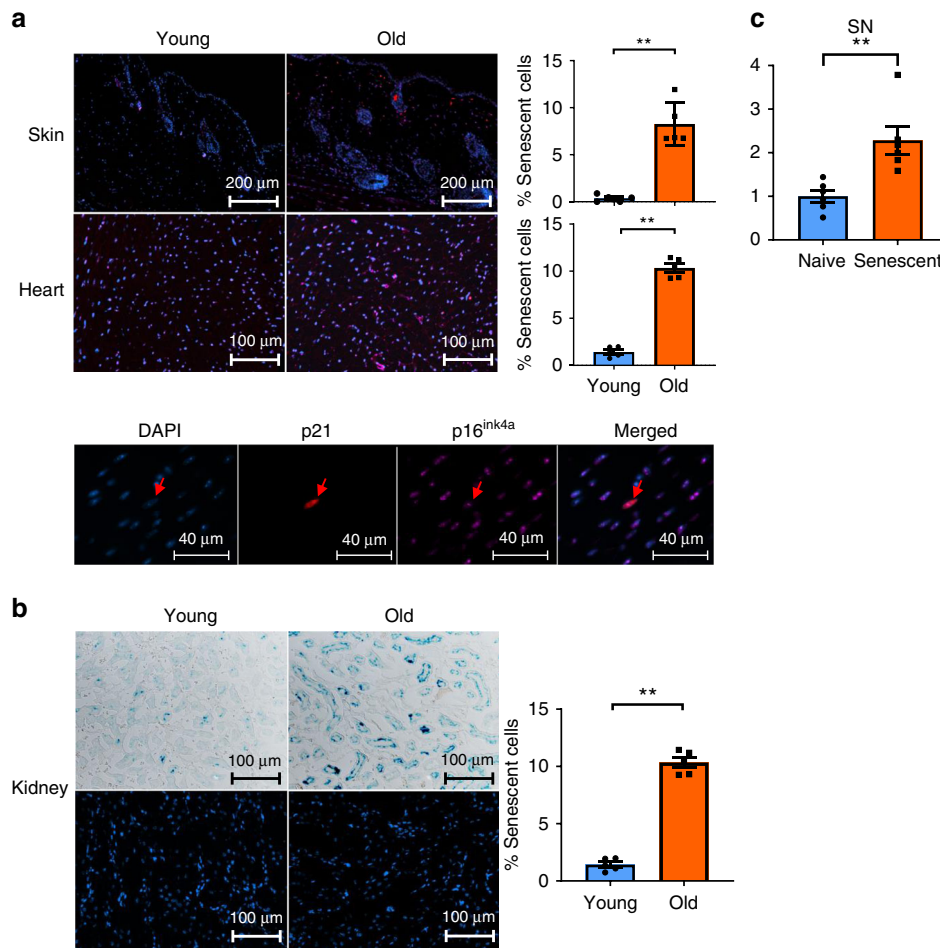 a
Young Old
Skin
200 µm 200 µm
Heart
100 µm 100 µm
% Senescent cells
15
10
5
0
**
% Senescent cells
15
10
5
0
**
Young Old
c
SN
**
4
3
2
1
0
Naive Senescent
DAPI p21 p16ink4a Merged
40 µm 40 µm 40 µm 40 µm
b
Young Old
Kidney
100 µm 100 µm
100 µm 100 µm
% Senescent cells
15
10
5
0
**
Young Old